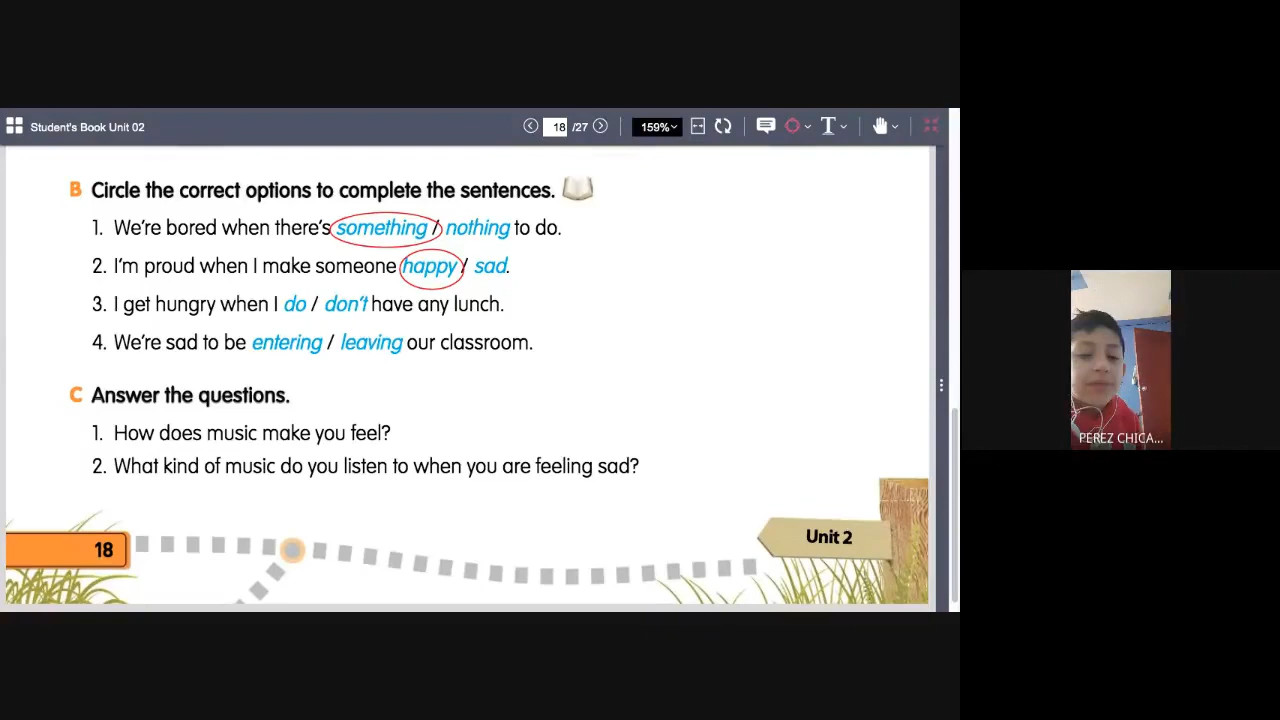 Student's Book Unit 02
18 /27
159%
T
B Circle the correct options to complete the sentences.
1. We're bored when there's something / nothing to do.
2. I'm proud when I make someone happy / sad.
3. I get hungry when I do / don't have any lunch.
4. We're sad to be entering / leaving our classroom.
C Answer the questions.
1. How does music make you feel?
2. What kind of music do you listen to when you are feeling sad?
18
Unit 2
PEREZ CHICA...